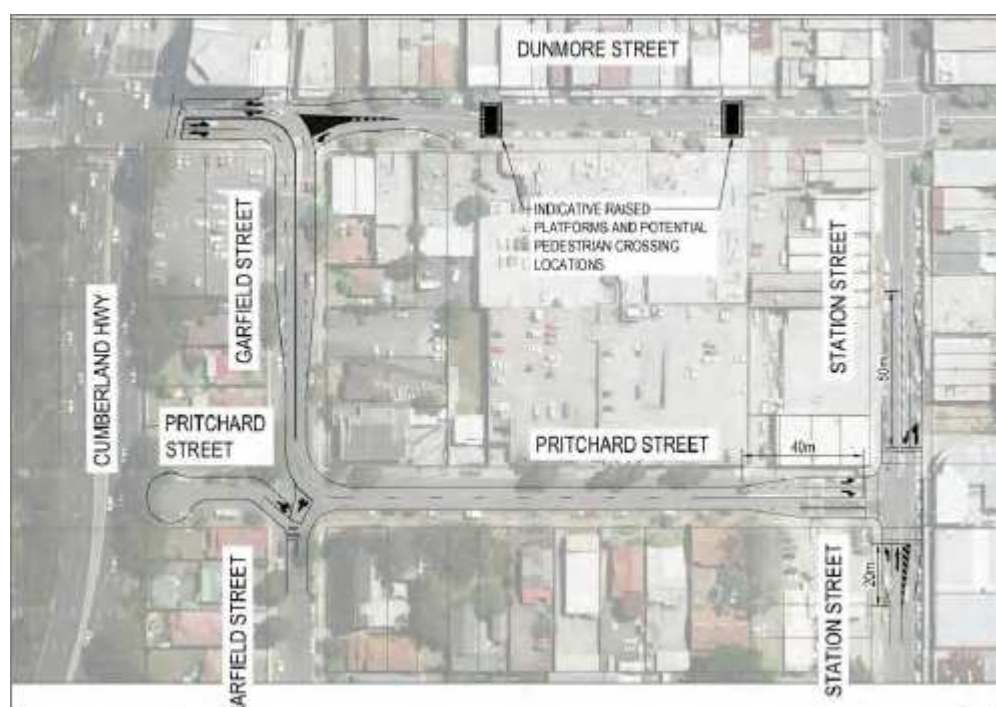 DUNMORE STREET
INDICATIVE RAISED
PLATFORMS AND POTENTIAL
PEDESTRIAN CROSSING
LOCATIONS
GARFIELD STREET
STATION STREET
CUMBERLAND HWY
PRITCHARD
STREET
PRITCHARD STREET
40m
20m
ARFIELD STREET
STATION STREET